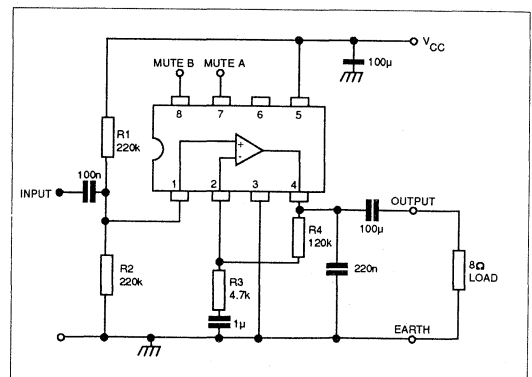 V CC
100µ
MUTE B MUTE A
8 7 6 5
R1
220k
+
-
100n
1 2 3 4
INPUT
OUTPUT
R4
120k
100µ
R2
220k
R3
4.7k
220n
8Ω
LOAD
1µ
EARTH